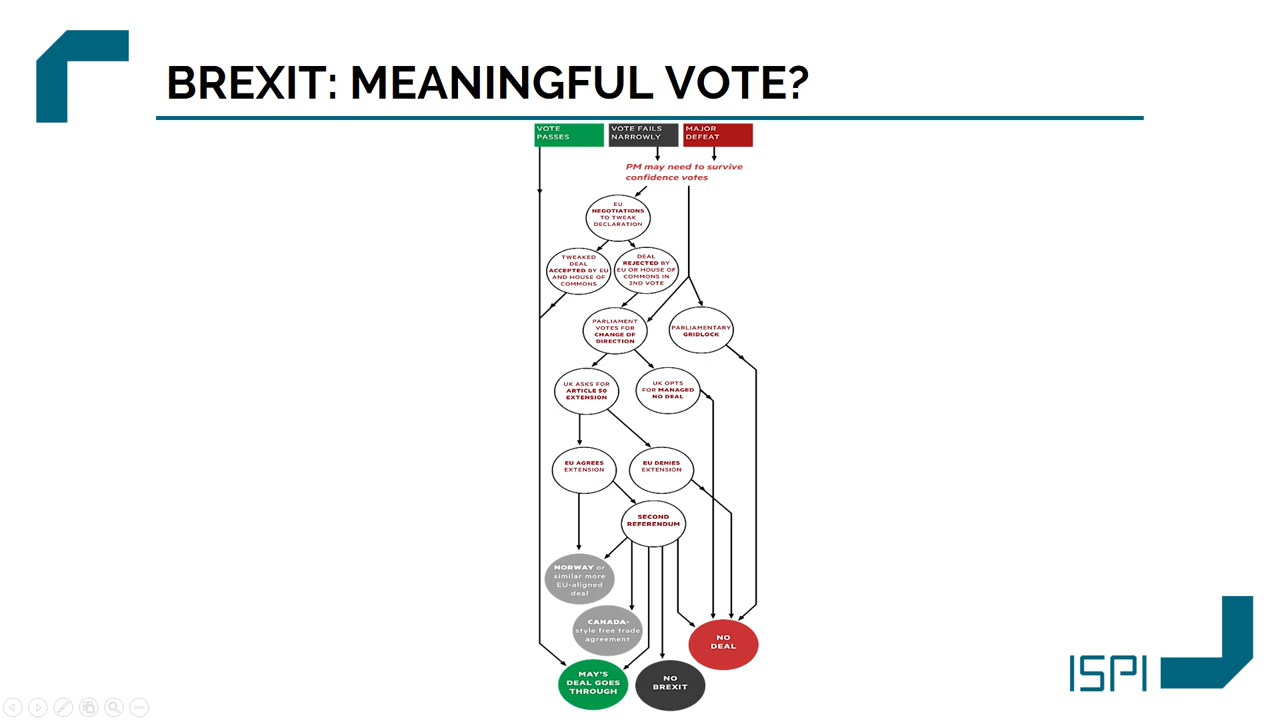 BREXIT: MEANINGFUL VOTE?
VOTE
PASSES
VOTE FAILS
NARROWLY
MAJOR
DEFEAT
PM may need to survive
confidence votes
EU
NEGOTIATIONS
TO TWEAK
DECLARATION
TWEAKED
DEAL
ACCEPTED BY EU
AND HOUSE OF
COMMONS
DEAL
REJECTED BY
EU OR HOUSE OF
COMMONS IN
2ND VOTE
PARLIAMENT
VOTES FOR
CHANGE OF
DIRECTION
PARLIAMENTARY
GRIDLOCK
UK ASKS FOR
ARTICLE 50
EXTENSION
UK OPTS
FOR MANAGED
NO DEAL
EU AGREES
EXTENSION
EU DENIES
EXTENSION
SECOND
REFERENDUM
NORWAY or
similar more
EU-aligned
deal
CANADA-
style free trade
agreement
NO
DEAL
MAY'S
DEAL GOES
THROUGH
NO
BREXIT
ISPI